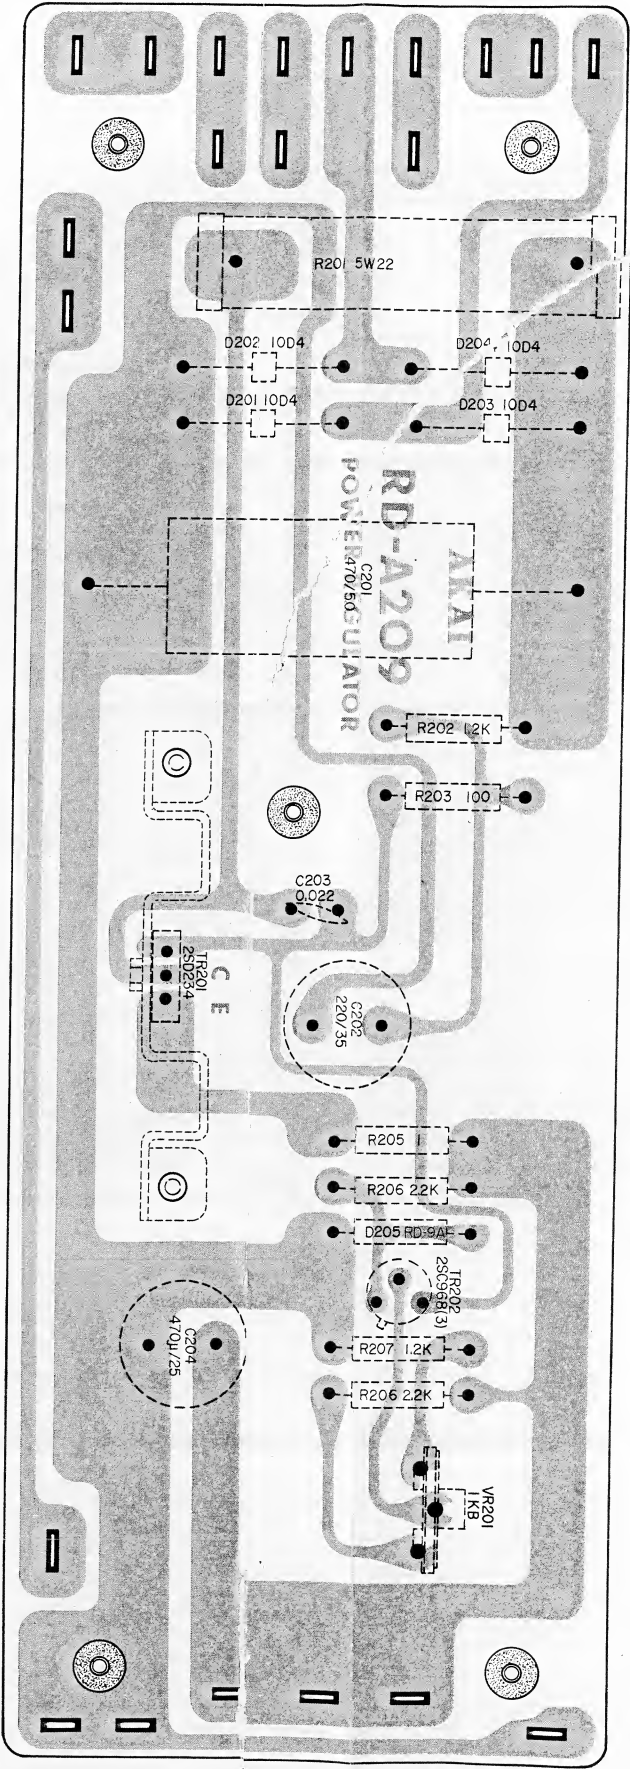 R201 5W22
D202 10D4
D204 10D4
D201 10D4
D203 10D4
AKAI
RD-A209
POWER GULATOR
C201
470/50
R202 1.2K
R203 100
C203
0.022
TR201
2SD234
C E
C202
220/35
R205 1
R206 2.2K
D205 RD-9A
TR202
2SC968(3)
C204
470µ/25
R207 1.2K
R206 2.2K
VR201
1KB